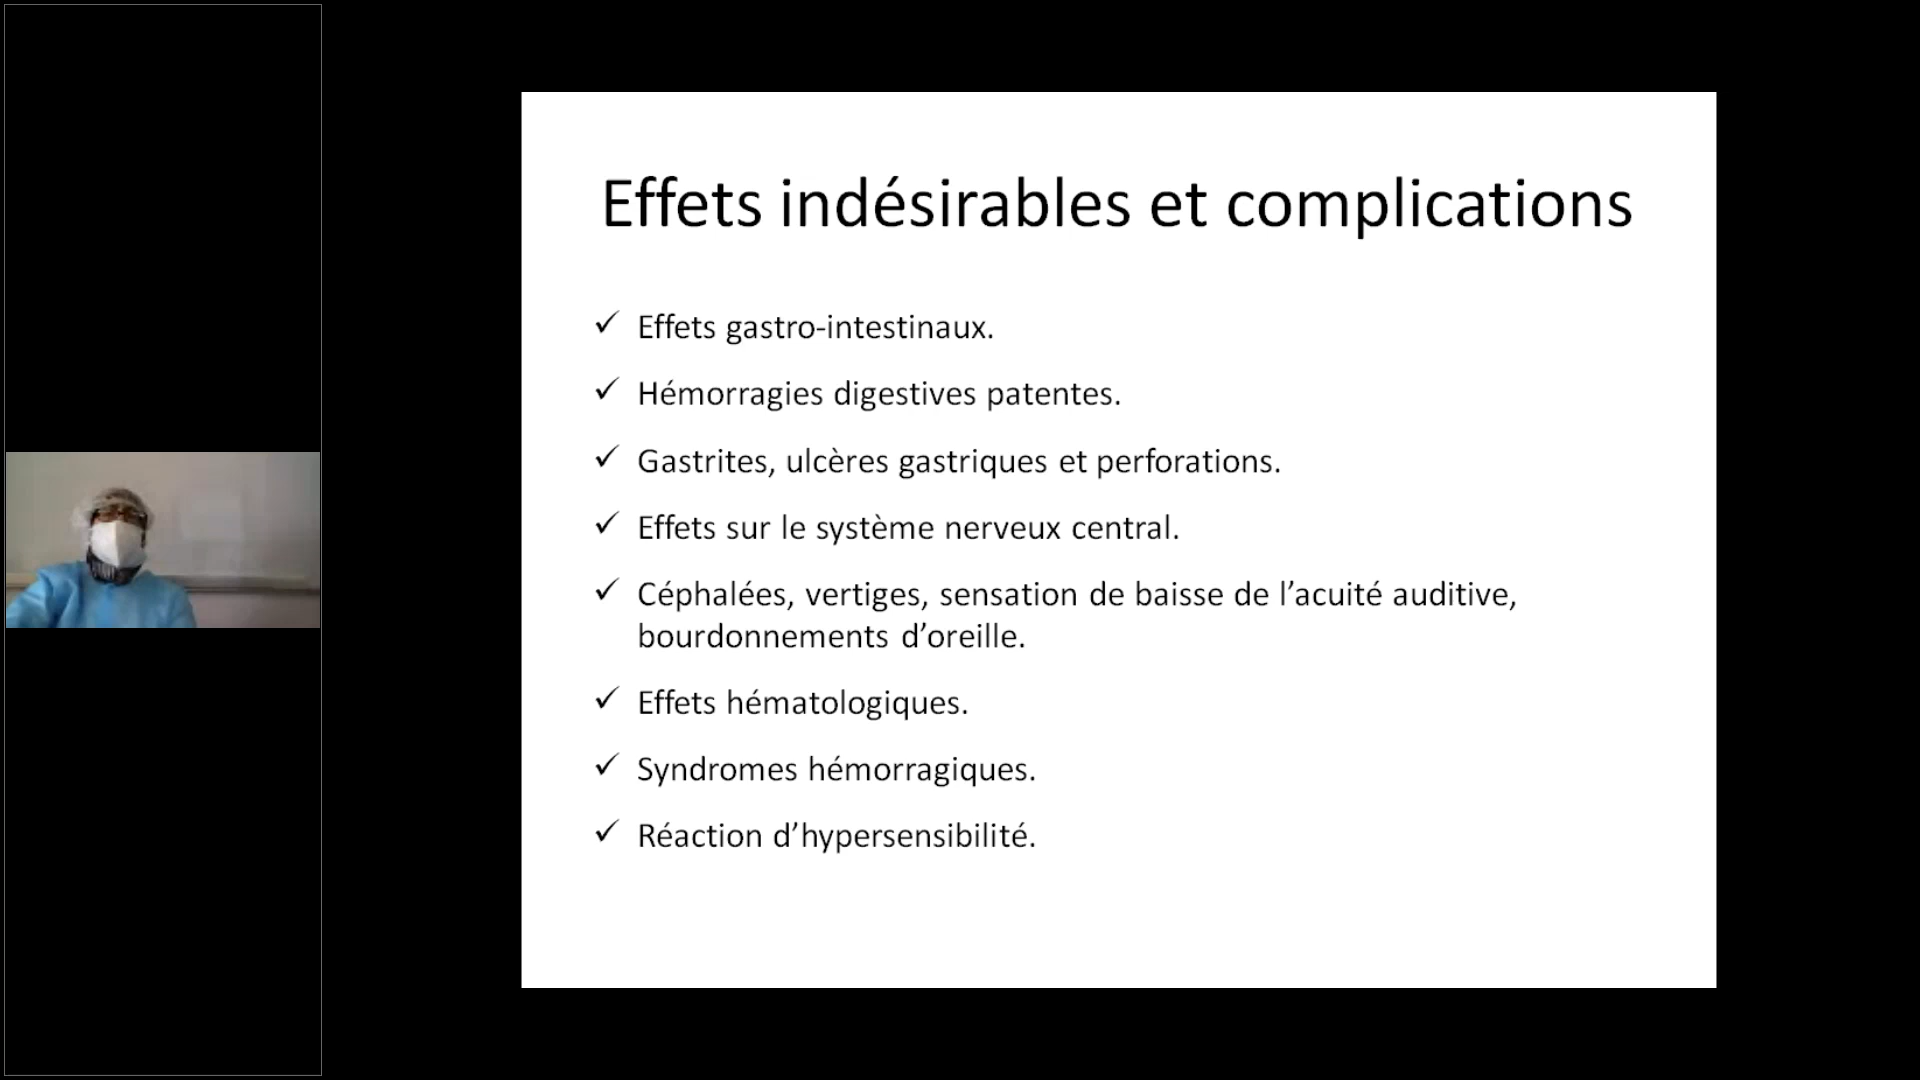 Effets indésirables et complications
✓ Effets gastro-intestinaux.
✓ Hémorragies digestives patentes.
✓ Gastrites, ulcères gastriques et perforations.
✓ Effets sur le système nerveux central.
✓ Céphalées, vertiges, sensation de baisse de l’acuité auditive,
bourdonnements d’oreille.
✓ Effets hématologiques.
✓ Syndromes hémorragiques.
✓ Réaction d’hypersensibilité.